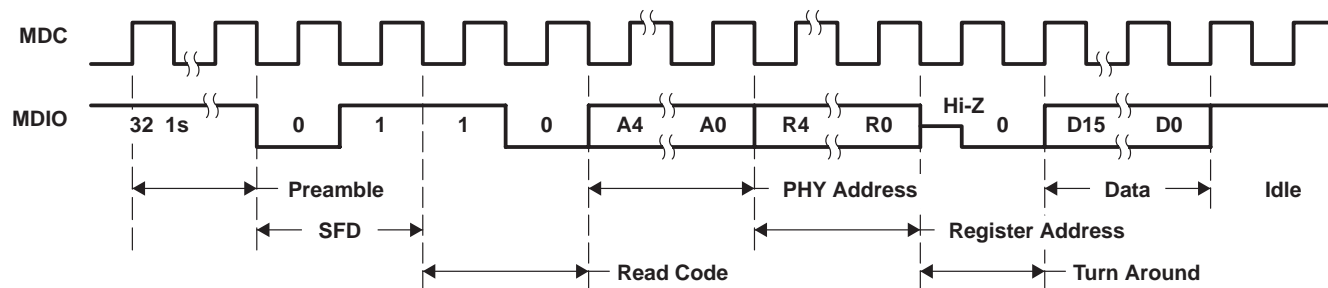 MDC
MDIO
32 1s
0
1
1
0
A4
A0
R4
R0
Hi-Z
0
D15
D0
Preamble
PHY Address
Data
Idle
SFD
Register Address
Read Code
Turn Around